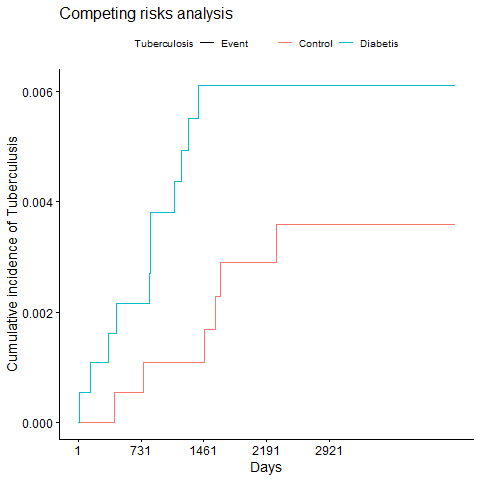 Competing risks analysis
Tuberculosis Event Control Diabetis
Cumulative incidence of Tuberculusis
0.006
0.004
0.002
0.000
1 731 1461 2191 2921
Days